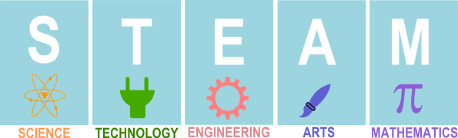 S T E A M
π
SCIENCE TECHNOLOGY ENGINEERING ARTS MATHEMATICS